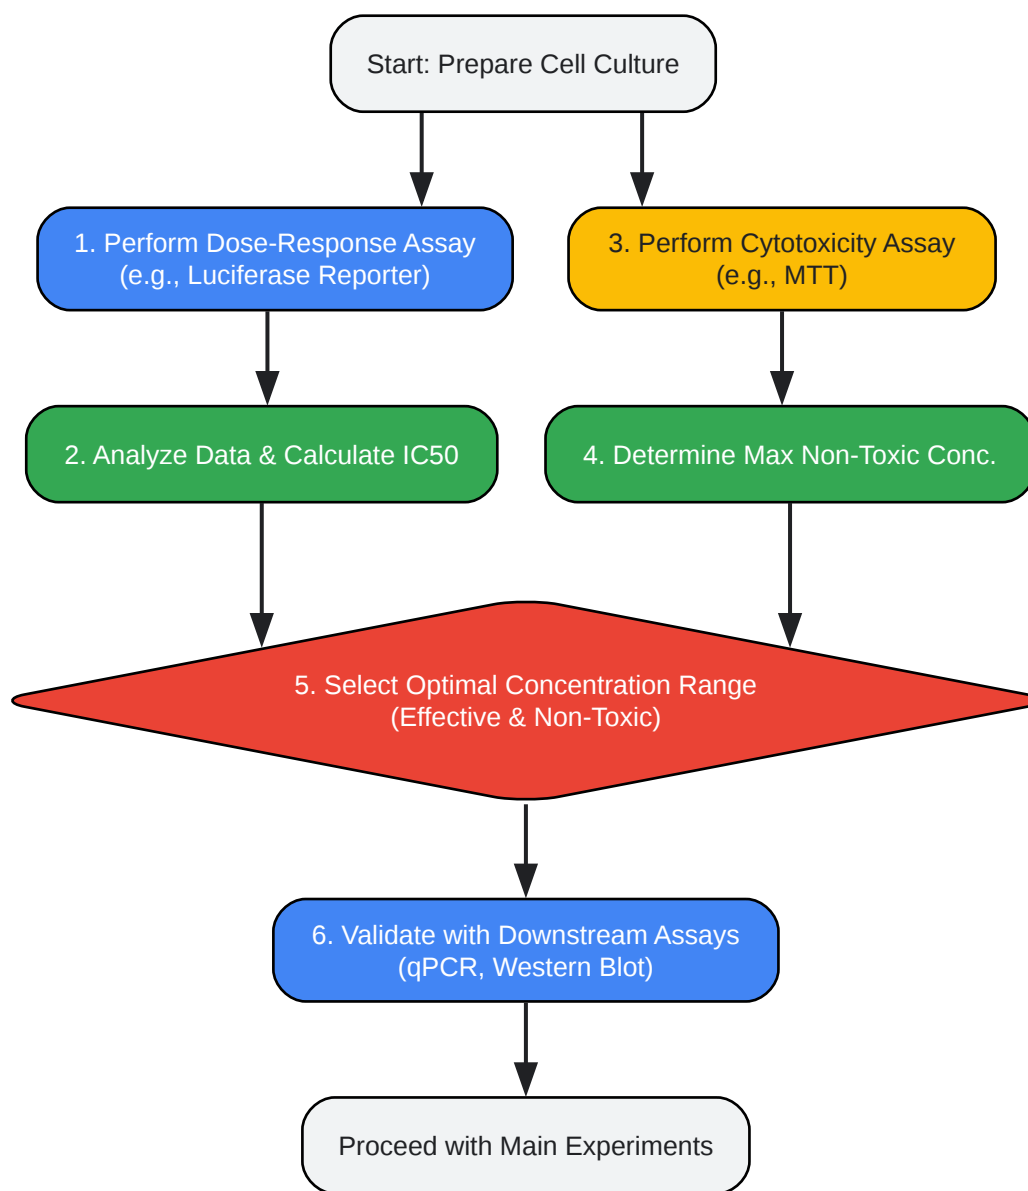 Start: Prepare Cell Culture
1. Perform Dose-Response Assay
(e.g., Luciferase Reporter)
3. Perform Cytotoxicity Assay
(e.g., MTT)
2. Analyze Data & Calculate IC50
4. Determine Max Non-Toxic Conc.
5. Select Optimal Concentration Range
(Effective & Non-Toxic)
6. Validate with Downstream Assays
(qPCR, Western Blot)
Proceed with Main Experiments